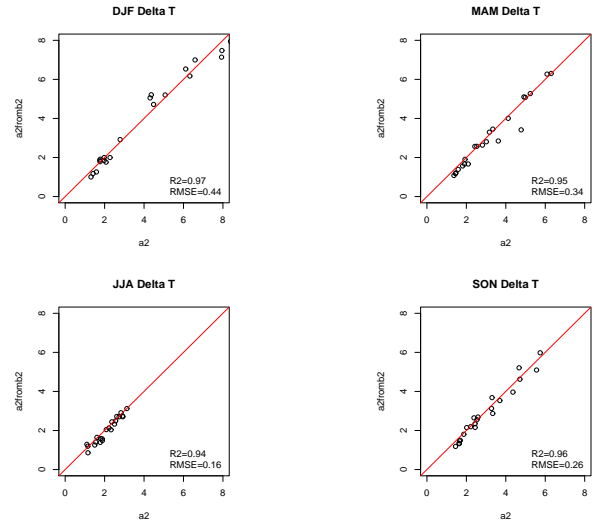 DJF Delta T
a2fromb2
8
6
4
2
0
R2=0.97
RMSE=0.44
0 2 4 6 8
a2
MAM Delta T
a2fromb2
8
6
4
2
0
R2=0.95
RMSE=0.34
0 2 4 6 8
a2
JJA Delta T
a2fromb2
8
6
4
2
0
R2=0.94
RMSE=0.16
0 2 4 6 8
a2
SON Delta T
a2fromb2
8
6
4
2
0
R2=0.96
RMSE=0.26
0 2 4 6 8
a2